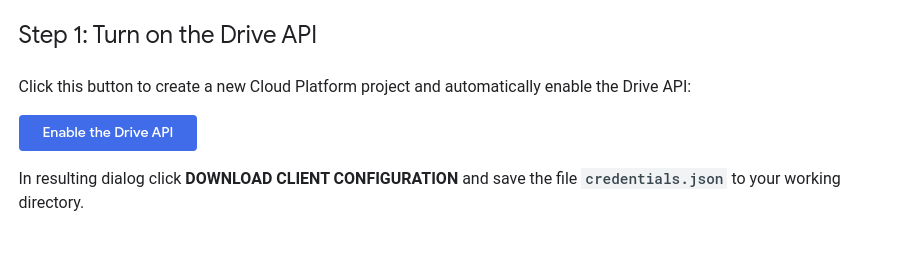 Step 1: Turn on the Drive API
Click this button to create a new Cloud Platform project and automatically enable the Drive API:
Enable the Drive API
In resulting dialog click DOWNLOAD CLIENT CONFIGURATION and save the file credentials.json to your working
directory.